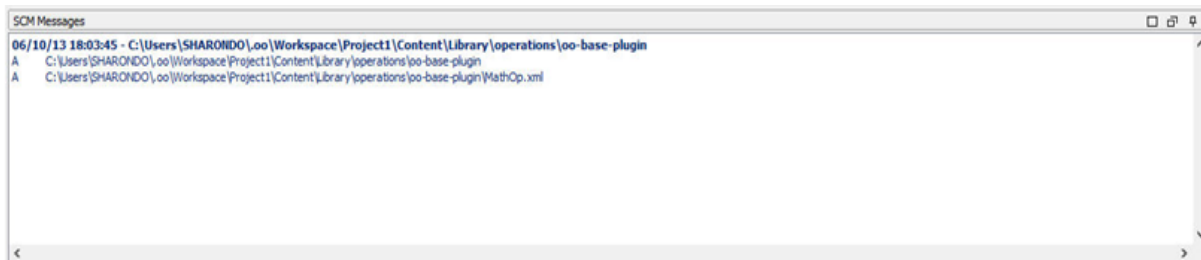 SCM Messages
06/10/13 18:03:45 - C:\Users\SHARONDO\.oo\Workspace\Project1\Content\Library\operations\oo-base-plugin
A C:\Users\SHARONDO\.oo\Workspace\Project1\Content\Library\operations\oo-base-plugin
A C:\Users\SHARONDO\.oo\Workspace\Project1\Content\Library\operations\oo-base-plugin\MathOp.xml